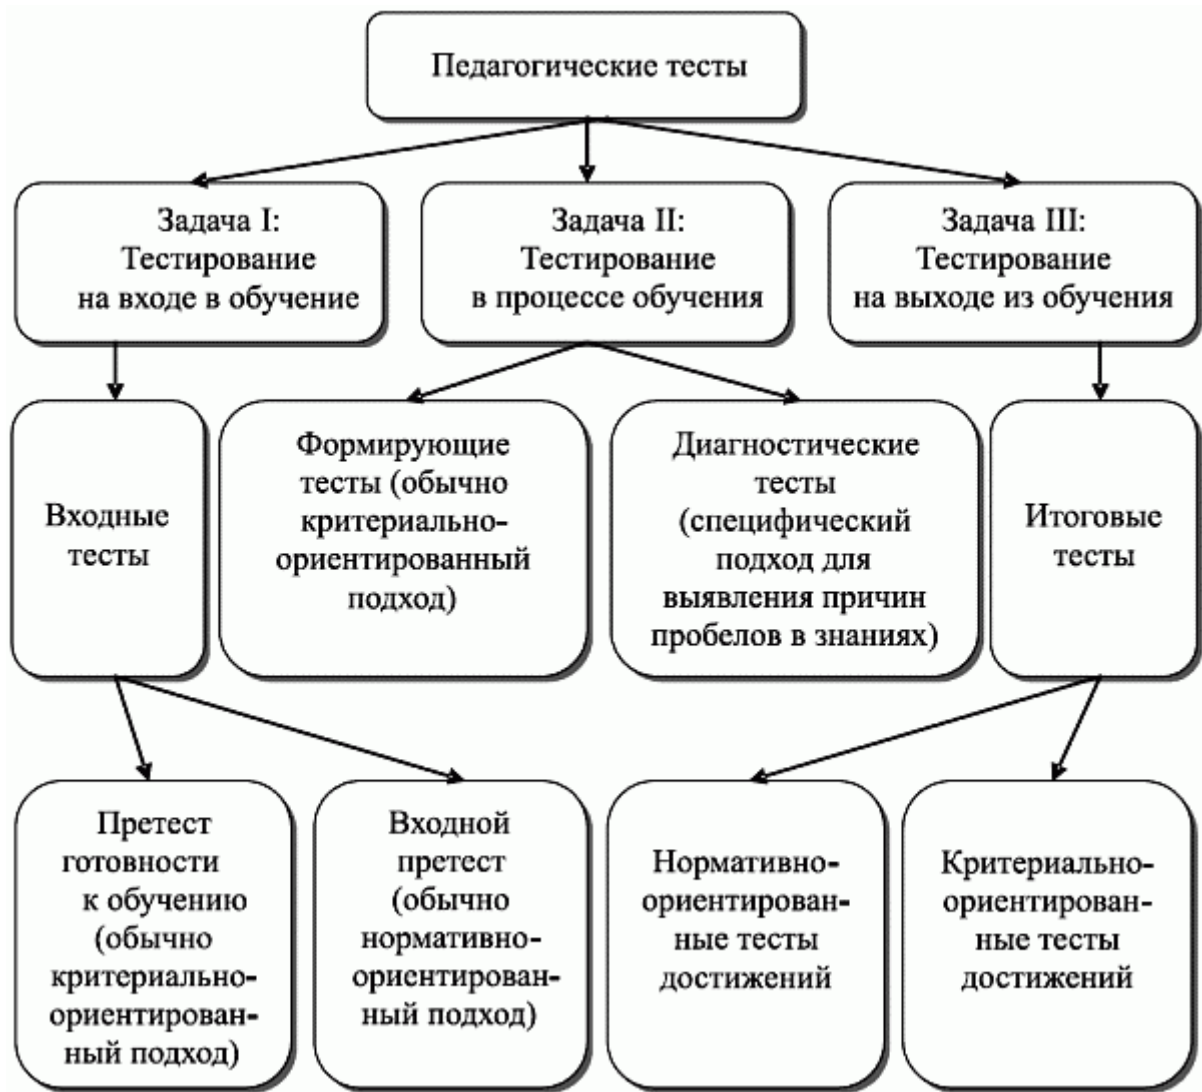 Педагогические тесты
Задача I:
Тестирование
на входе в обучение
Задача II:
Тестирование
в процессе обучения
Задача III:
Тестирование
на выходе из обучения
Входные
тесты
Формирующие
тесты (обычно
критериально-
ориентированный
подход)
Диагностические
тесты
(специфический
подход для
выявления причин
пробелов в знаниях)
Итоговые
тесты
Претест
готовности
к обучению
(обычно
критериально-
ориентирован-
ный подход)
Входной
претест
(обычно
нормативно-
ориентирован-
ный подход)
Нормативно-
ориентирован-
ные тесты
достижений
Критериально-
ориентирован-
ные тесты
достижений